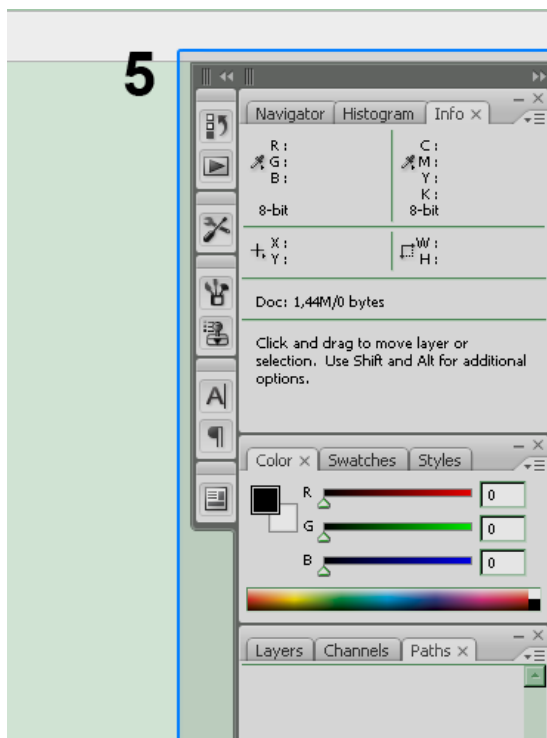 5
Navigator Histogram Info ×
R :
G :
B :
8-bit
C :
M :
Y :
K :
8-bit
X :
Y :
W :
H :
Doc: 1,44M/0 bytes
Click and drag to move layer or
selection. Use Shift and Alt for additional
options.
A
¶
Color × Swatches Styles
R 0
G 0
B 0
Layers Channels Paths ×